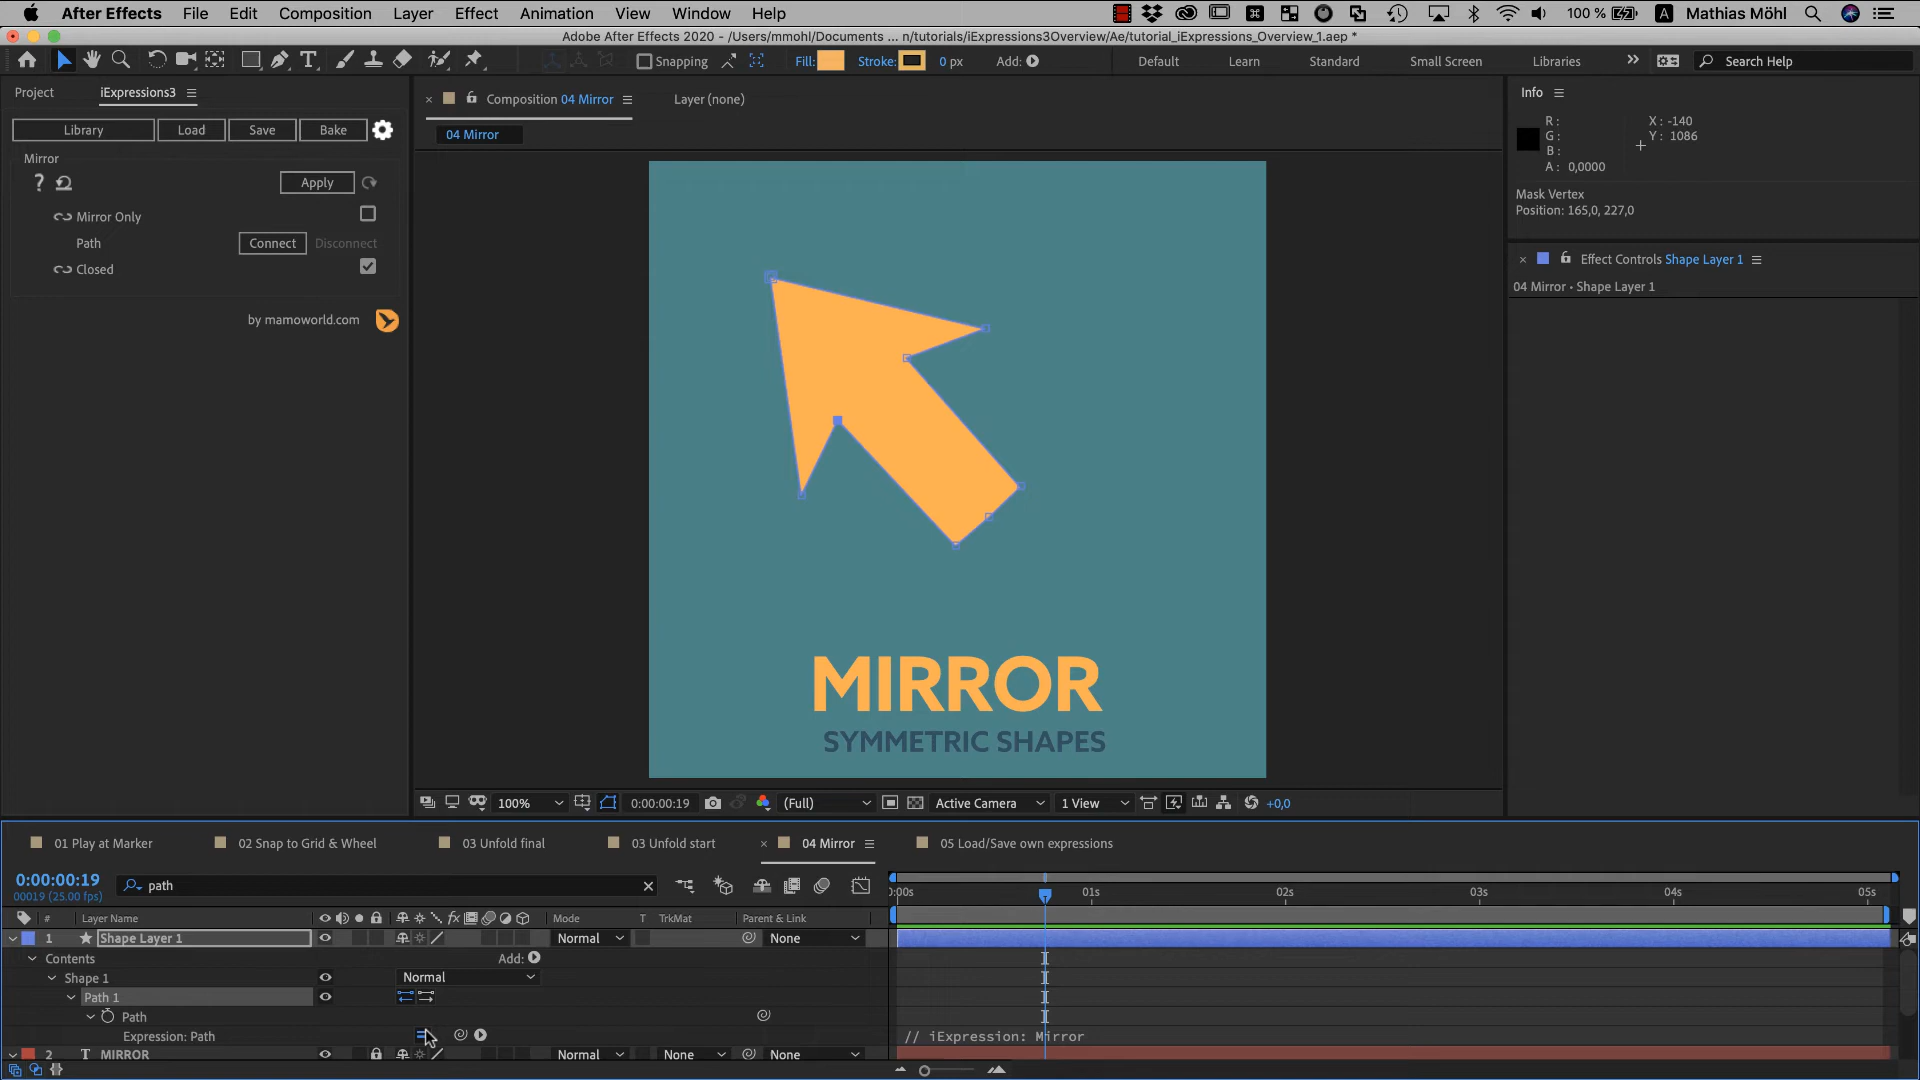 After Effects File Edit Composition Layer Effect Animation View Window Help 100 % A Mathias Möhl
Adobe After Effects 2020 - /Users/mmohl/Documents ... n/tutorials/iExpressions3Overview/Ae/tutorial_iExpressions_Overview_1.aep *
Snapping Fill: Stroke: 0 px Add: Default Learn Standard Small Screen Libraries Search Help
Project iExpressions3 Composition 04 Mirror Layer (none) Info
Library Load Save Bake 04 Mirror
R: X: -140
G: Y: 1086
B:
A: 0,0000
Mirror
? Apply
Mirror Only
Path Connect Disconnect
Closed
by mamoworld.com
Mask Vertex
Position: 165,0, 227,0
Effect Controls Shape Layer 1
04 Mirror • Shape Layer 1
MIRROR
SYMMETRIC SHAPES
100% 0:00:00:19 (Full) Active Camera 1 View +0,0
01 Play at Marker 02 Snap to Grid & Wheel 03 Unfold final 03 Unfold start 04 Mirror 05 Load/Save own expressions
0:00:00:19 path
00019 (25.00 fps)
0:00s 01s 02s 03s 04s 05s
# Layer Name fx Mode T TrkMat Parent & Link
1 Shape Layer 1 Normal None
Contents Add:
Shape 1 Normal
Path 1
Path
Expression: Path // iExpression: Mirror
2 T MIRROR Normal None None